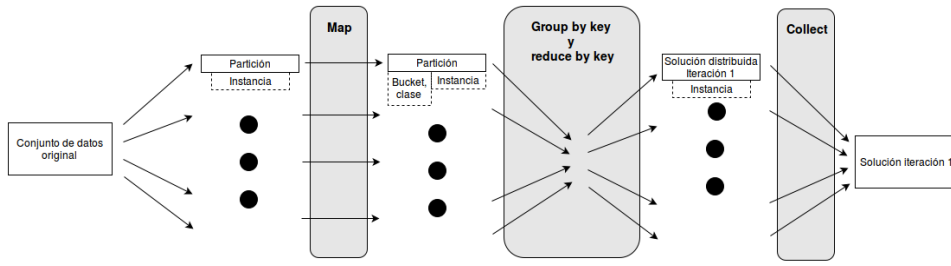 Conjunto de datos
original
Partición
Instancia
Map
Partición
Bucket,
clase
Instancia
Group by key
y
reduce by key
Solución distribuida
Iteración 1
Instancia
Collect
Solución iteración 1